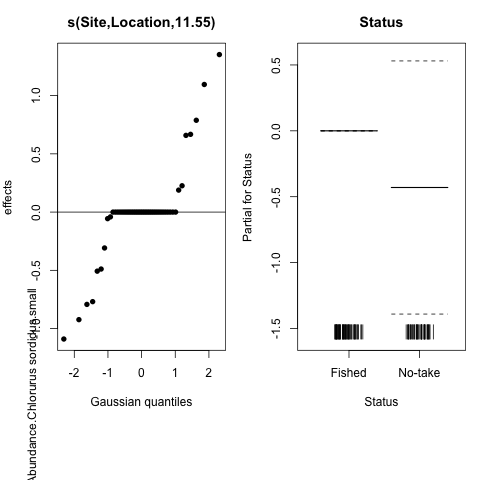 s(Site,Location,11.55)
Status
effects
-1.0
-0.5
0.0
0.5
1.0
-2 -1 0 1 2
Gaussian quantiles
Abundance.Chlorurus sordidus.small
Partial for Status
-1.5
-1.0
-0.5
0.0
0.5
Fished No-take
Status